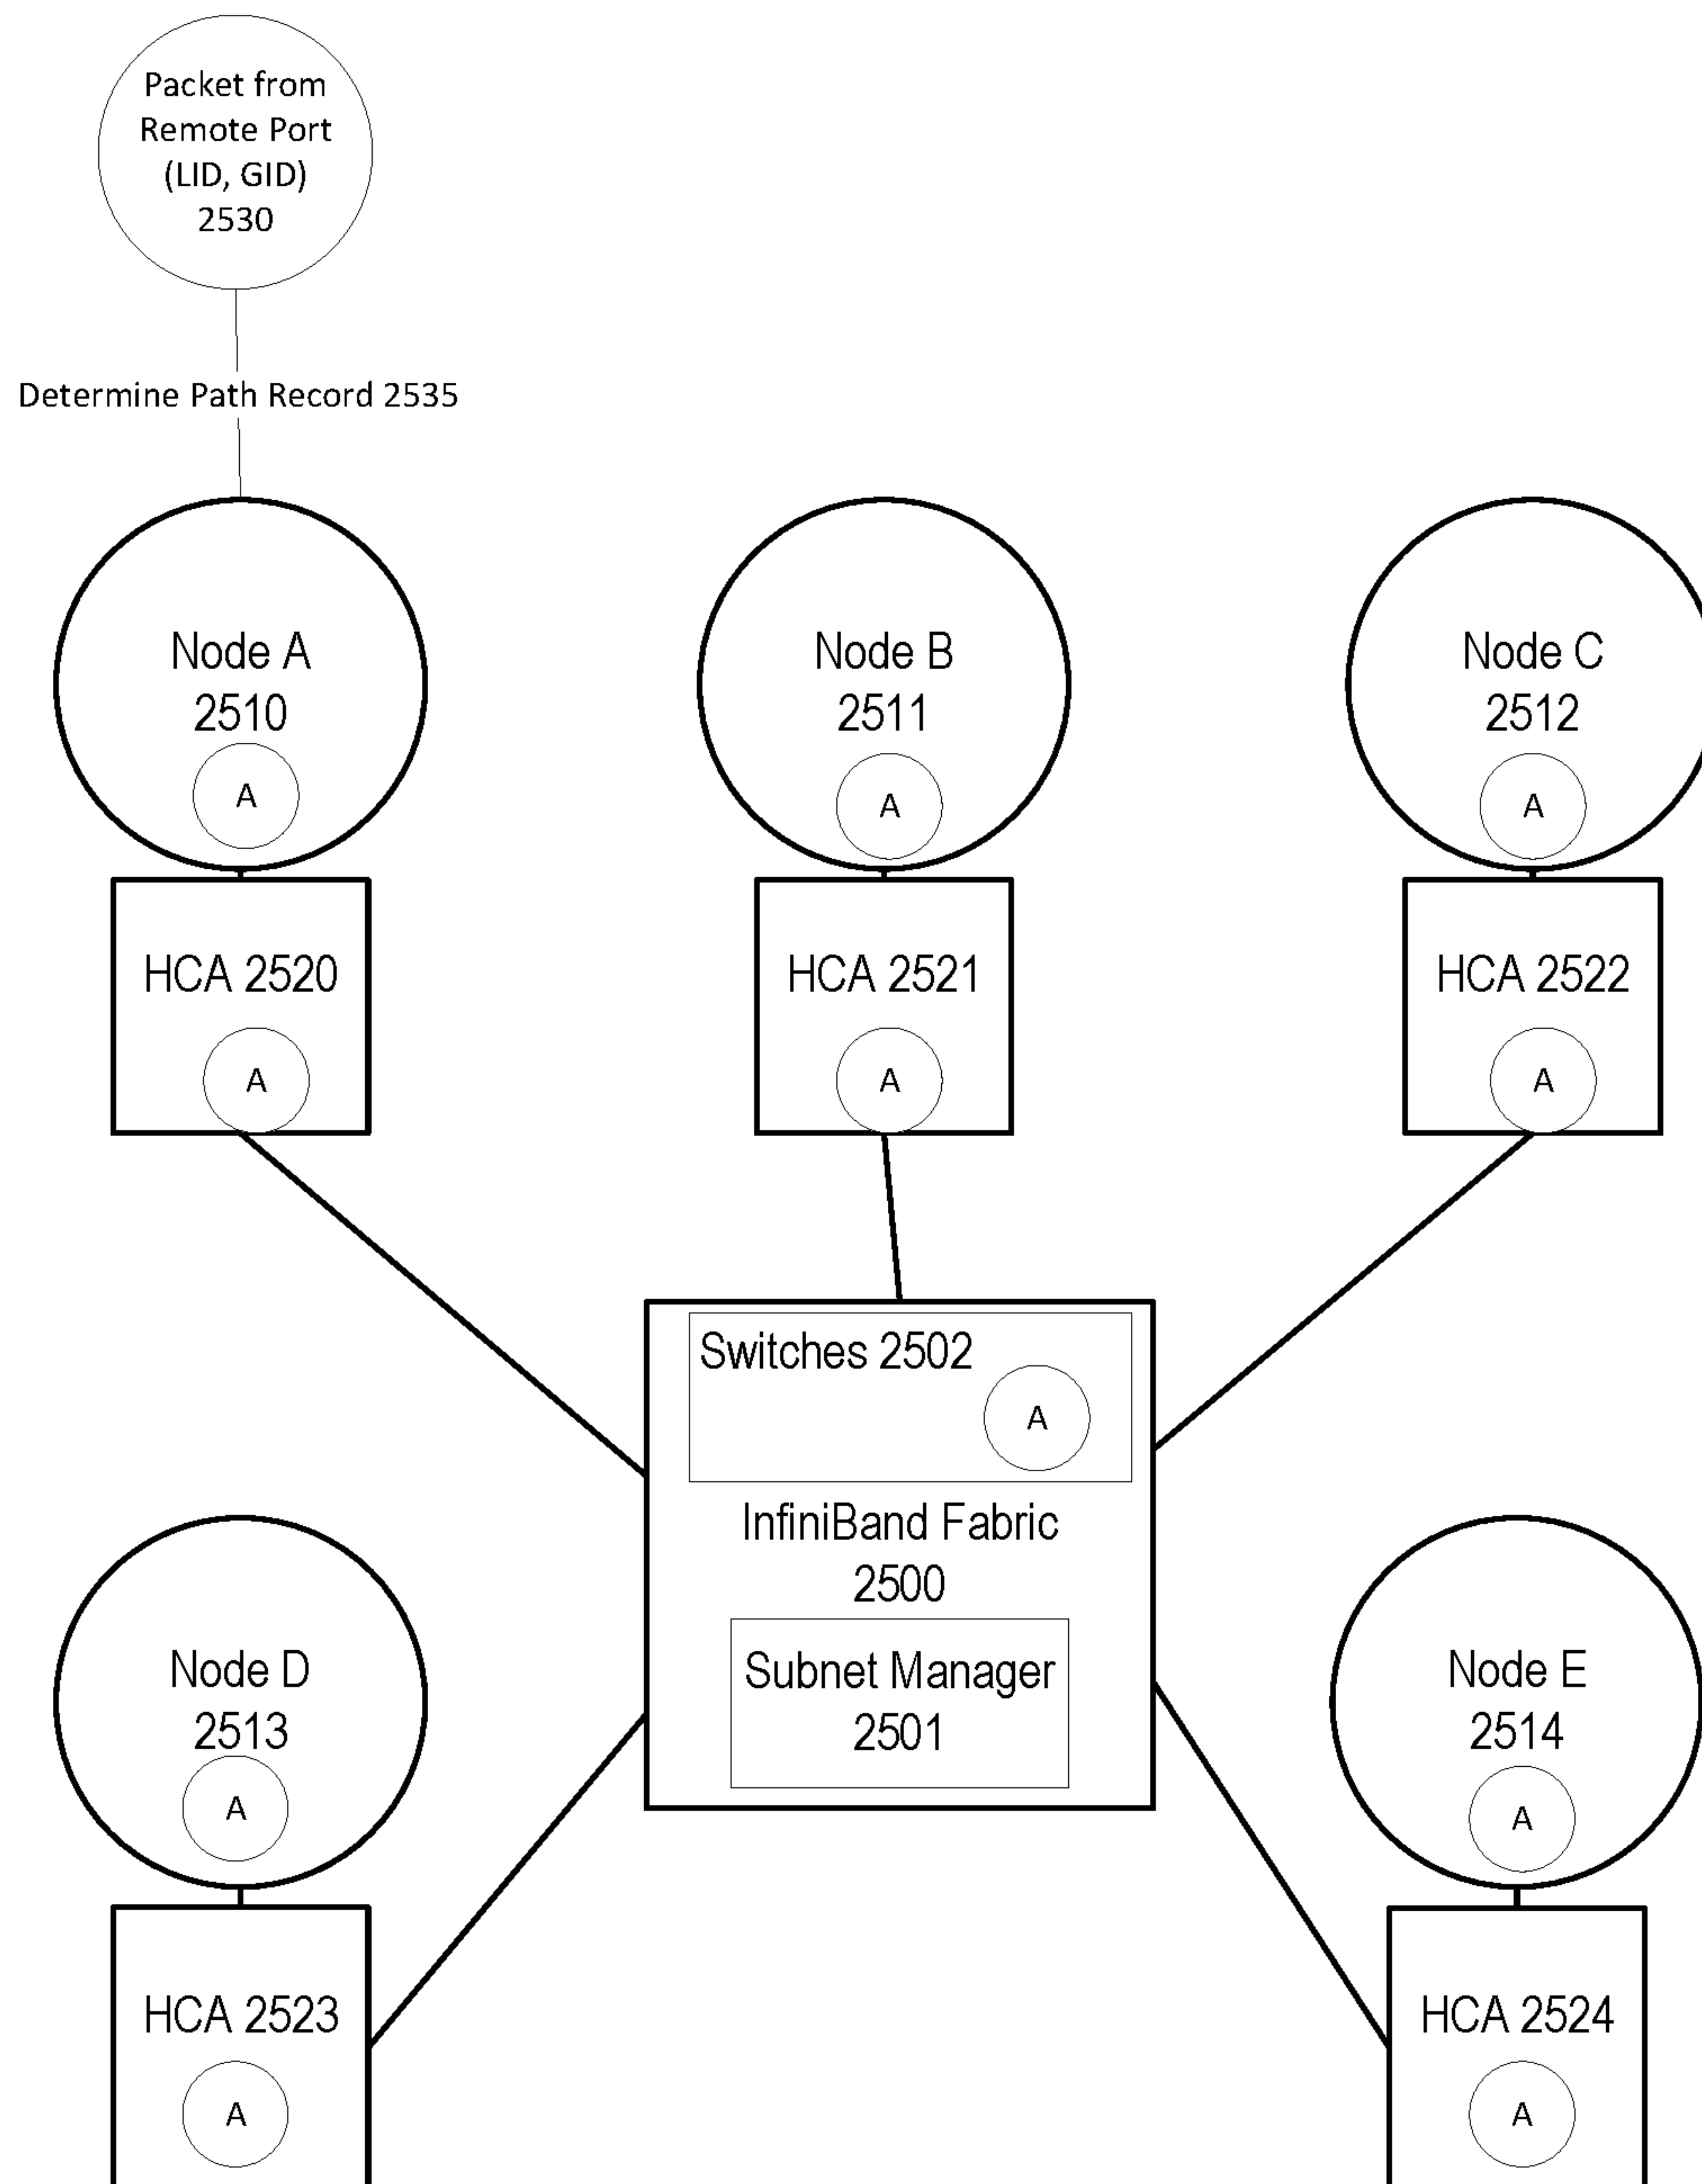 Packet from
Remote Port
(LID, GID)
2530
Determine Path Record 2535
Node A
2510
A
Node B
2511
A
Node C
2512
A
HCA 2520
A
HCA 2521
A
HCA 2522
A
Switches 2502
A
InfiniBand Fabric
2500
Subnet Manager
2501
Node D
2513
A
Node E
2514
A
HCA 2523
A
HCA 2524
A